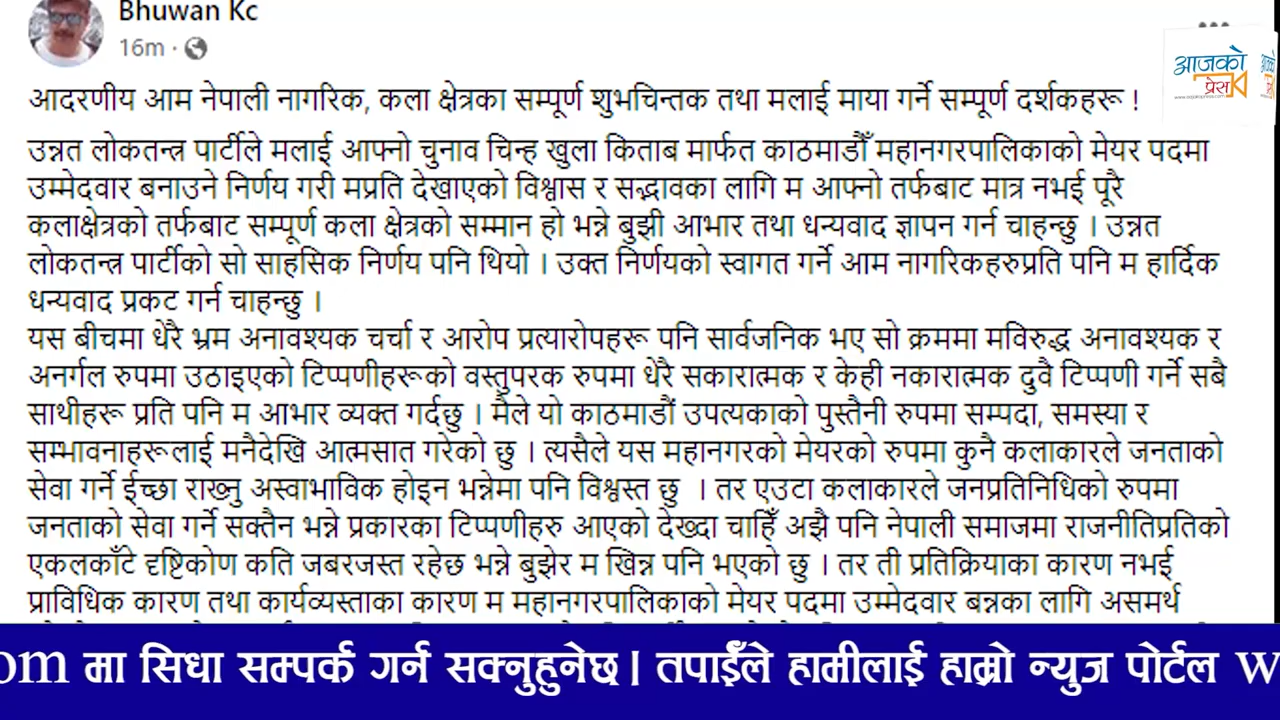 Bhuwan Kc
16m ·
आजको
प्रेस
आदरणीय आम नेपाली नागरिक, कला क्षेत्रका सम्पूर्ण शुभचिन्तक तथा मलाई माया गर्ने सम्पूर्ण दर्शकहरू !
उन्नत लोकतन्त्र पार्टीले मलाई आफ्नो चुनाव चिन्ह खुला किताब मार्फत काठमाडौँ महानगरपालिकाको मेयर पदमा
उम्मेदवार बनाउने निर्णय गरी मप्रति देखाएको विश्वास र सद्भावका लागि म आफ्नो तर्फबाट मात्र नभई पूरै
कलाक्षेत्रको तर्फबाट सम्पूर्ण कला क्षेत्रको सम्मान हो भन्ने बुझी आभार तथा धन्यवाद ज्ञापन गर्न चाहन्छु । उन्नत
लोकतन्त्र पार्टीको सो साहसिक निर्णय पनि थियो । उक्त निर्णयको स्वागत गर्ने आम नागरिकहरुप्रति पनि म हार्दिक
धन्यवाद प्रकट गर्न चाहन्छु ।
यस बीचमा धेरै भ्रम अनावश्यक चर्चा र आरोप प्रत्यारोपहरू पनि सार्वजनिक भए सो क्रममा मविरुद्ध अनावश्यक र
अनर्गल रुपमा उठाइएको टिप्पणीहरूको वस्तुपरक रुपमा धेरै सकारात्मक र केही नकारात्मक दुवै टिप्पणी गर्ने सबै
साथीहरू प्रति पनि म आभार व्यक्त गर्दछु । मैले यो काठमाडौं उपत्यकाको पुस्तैनी रुपमा सम्पदा, समस्या र
सम्भावनाहरूलाई मनैदेखि आत्मसात गरेको छु । त्यसैले यस महानगरको मेयरको रुपमा कुनै कलाकारले जनताको
सेवा गर्ने ईच्छा राख्नु अस्वाभाविक होइन भन्नेमा पनि विश्वस्त छु । तर एउटा कलाकारले जनप्रतिनिधिको रुपमा
जनताको सेवा गर्ने सक्तैन भन्ने प्रकारका टिप्पणीहरु आएको देख्दा चाहिँ अझै पनि नेपाली समाजमा राजनीतिप्रतिको
एकलकाँटे दृष्टिकोण कति जबरजस्त रहेछ भन्ने बुझेर म खिन्न पनि भएको छु । तर ती प्रतिक्रियाका कारण नभई
प्राविधिक कारण तथा कार्यव्यस्ताका कारण म महानगरपालिकाको मेयर पदमा उम्मेदवार बन्नका लागि असमर्थ
om मा सिधा सम्पर्क गर्न सक्नुहुनेछ। तपाईँले हामीलाई हाम्रो न्युज पोर्टल w